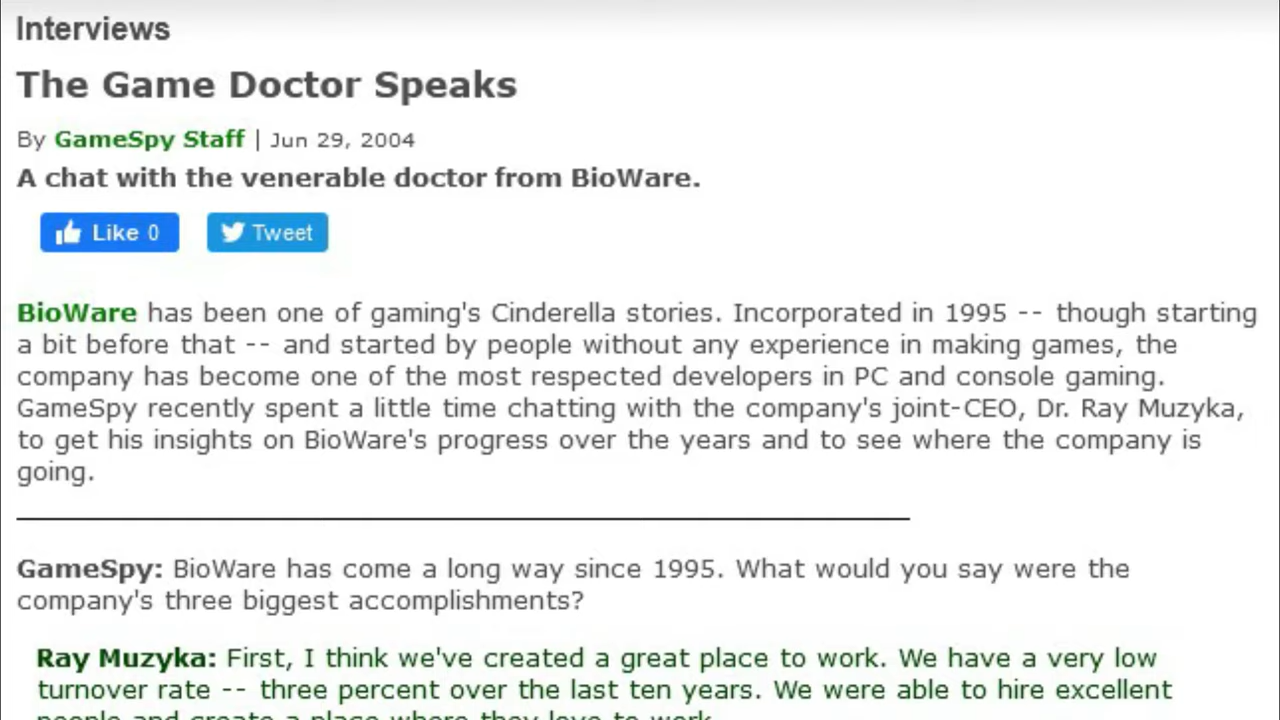 Interviews
The Game Doctor Speaks
By GameSpy Staff | Jun 29, 2004
A chat with the venerable doctor from BioWare.
Like 0 Tweet
BioWare has been one of gaming's Cinderella stories. Incorporated in 1995 -- though starting
a bit before that -- and started by people without any experience in making games, the
company has become one of the most respected developers in PC and console gaming.
GameSpy recently spent a little time chatting with the company's joint-CEO, Dr. Ray Muzyka,
to get his insights on BioWare's progress over the years and to see where the company is
going.
GameSpy: BioWare has come a long way since 1995. What would you say were the
company's three biggest accomplishments?
Ray Muzyka: First, I think we've created a great place to work. We have a very low
turnover rate -- three percent over the last ten years. We were able to hire excellent
people and create a place where they love to work.